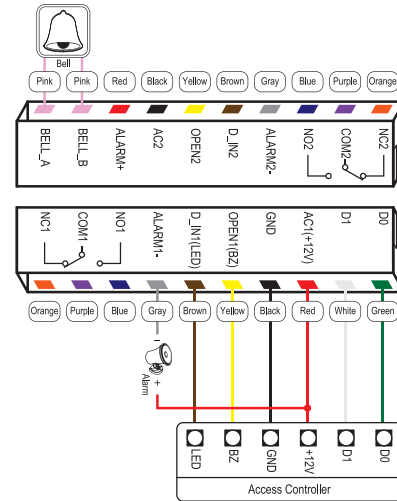 Bell
Pink Pink Red Black Yellow Brown Gray Blue Purple Orange
BELL_A BELL_B ALARM+ AC2 OPEN2 D_IN2 ALARM2- NO2 COM2 NC2
NC1 COM1 NO1 ALARM1- D_IN1(LED) OPEN1(BZ) GND AC1(+12V) D1 D0
Orange Purple Blue Gray Brown Yellow Black Red White Green
−
+
Alarm
LED BZ GND +12V D1 D0
Access Controller